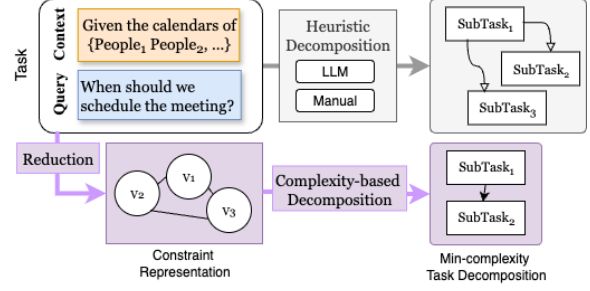 Task
Context
Given the calendars of
{People₁ People₂, ...}
Query
When should we
schedule the meeting?
Heuristic
Decomposition
LLM
Manual
SubTask₁
SubTask₂
SubTask₃
Reduction
v₁
v₂
v₃
Constraint
Representation
Complexity-based
Decomposition
SubTask₁
SubTask₂
Min-complexity
Task Decomposition